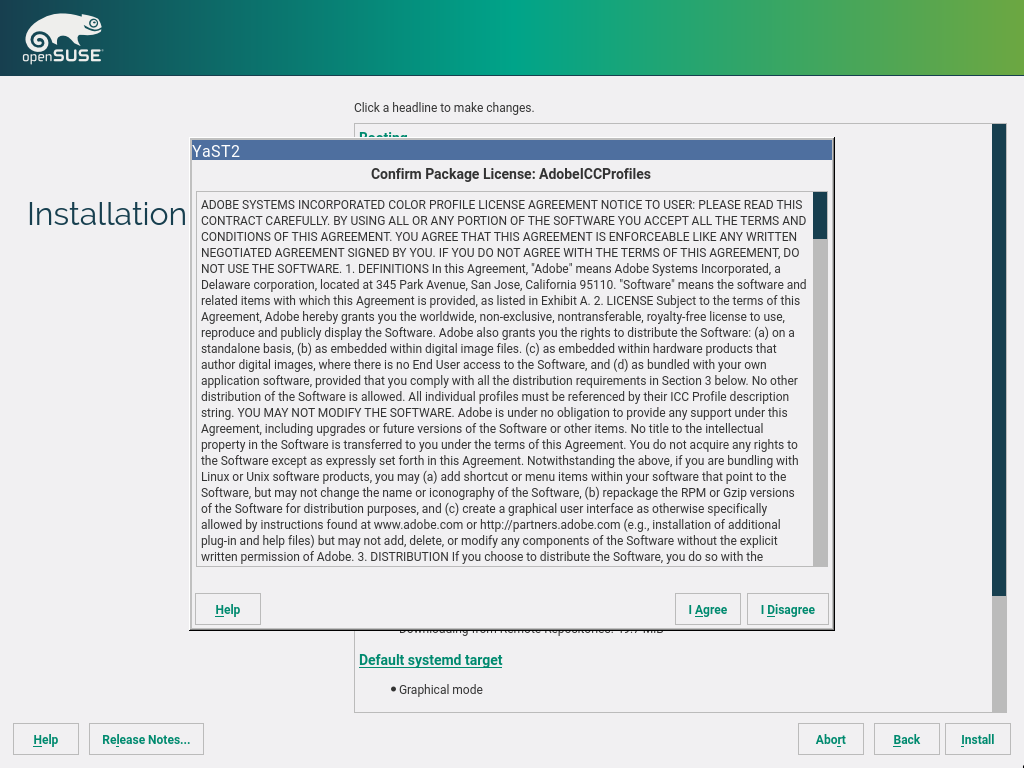 openSUSE
Click a headline to make changes.
Booting
Installation
YaST2
Confirm Package License: AdobeICCProfiles
ADOBE SYSTEMS INCORPORATED COLOR PROFILE LICENSE AGREEMENT NOTICE TO USER: PLEASE READ THIS
CONTRACT CAREFULLY. BY USING ALL OR ANY PORTION OF THE SOFTWARE YOU ACCEPT ALL THE TERMS AND
CONDITIONS OF THIS AGREEMENT. YOU AGREE THAT THIS AGREEMENT IS ENFORCEABLE LIKE ANY WRITTEN
NEGOTIATED AGREEMENT SIGNED BY YOU. IF YOU DO NOT AGREE WITH THE TERMS OF THIS AGREEMENT, DO
NOT USE THE SOFTWARE. 1. DEFINITIONS In this Agreement, "Adobe" means Adobe Systems Incorporated, a
Delaware corporation, located at 345 Park Avenue, San Jose, California 95110. "Software" means the software and
related items with which this Agreement is provided, as listed in Exhibit A. 2. LICENSE Subject to the terms of this
Agreement, Adobe hereby grants you the worldwide, non-exclusive, nontransferable, royalty-free license to use,
reproduce and publicly display the Software. Adobe also grants you the rights to distribute the Software: (a) on a
standalone basis, (b) as embedded within digital image files. (c) as embedded within hardware products that
author digital images, where there is no End User access to the Software, and (d) as bundled with your own
application software, provided that you comply with all the distribution requirements in Section 3 below. No other
distribution of the Software is allowed. All individual profiles must be referenced by their ICC Profile description
string. YOU MAY NOT MODIFY THE SOFTWARE. Adobe is under no obligation to provide any support under this
Agreement, including upgrades or future versions of the Software or other items. No title to the intellectual
property in the Software is transferred to you under the terms of this Agreement. You do not acquire any rights to
the Software except as expressly set forth in this Agreement. Notwithstanding the above, if you are bundling with
Linux or Unix software products, you may (a) add shortcut or menu items within your software that point to the
Software, but may not change the name or iconography of the Software, (b) repackage the RPM or Gzip versions
of the Software for distribution purposes, and (c) create a graphical user interface as otherwise specifically
allowed by instructions found at www.adobe.com or http://partners.adobe.com (e.g., installation of additional
plug-in and help files) but may not add, delete, or modify any components of the Software without the explicit
written permission of Adobe. 3. DISTRIBUTION If you choose to distribute the Software, you do so with the
Help
I Agree
I Disagree
Downloading from Remote Repositories: 19.7 MiB
Default systemd target
Graphical mode
Help
Release Notes...
Abort
Back
Install